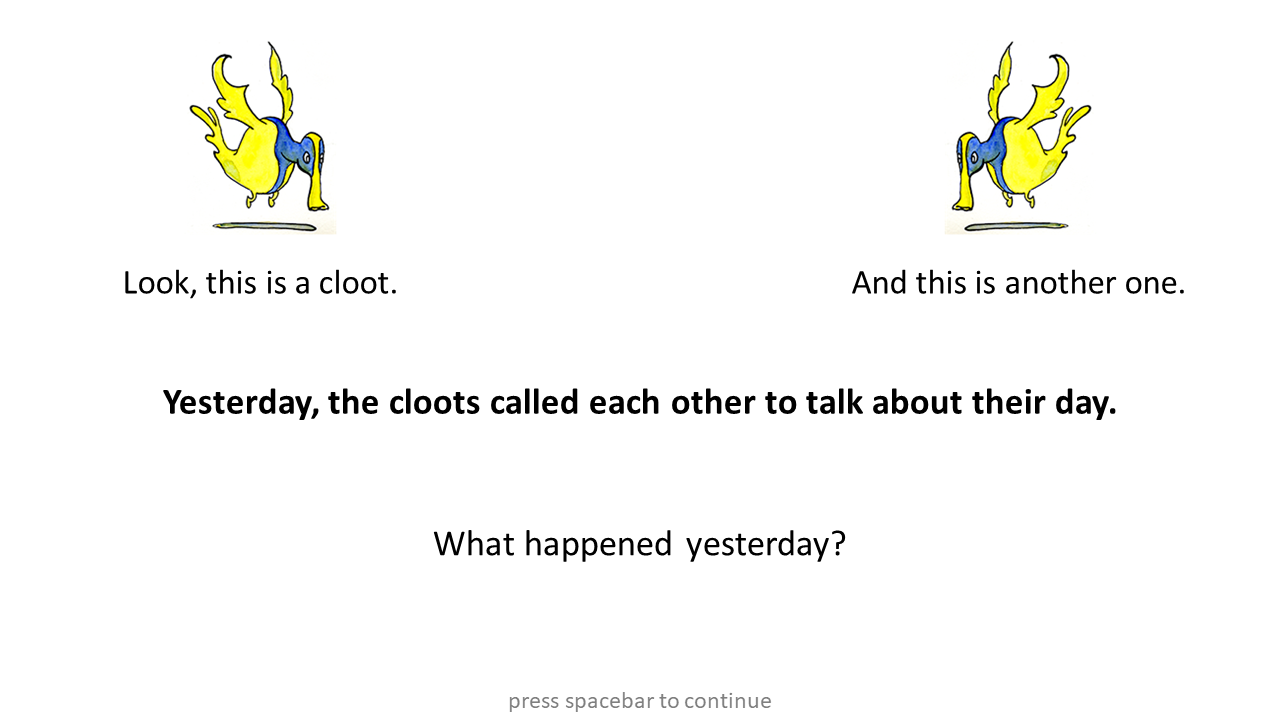 Look, this is a cloot.
And this is another one.
Yesterday, the cloots called each other to talk about their day.
What happened yesterday?
press spacebar to continue